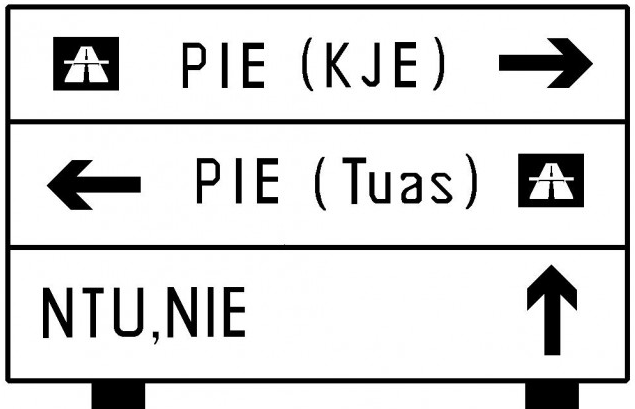 PIE (KJE)
PIE (Tuas)
NTU,NIE